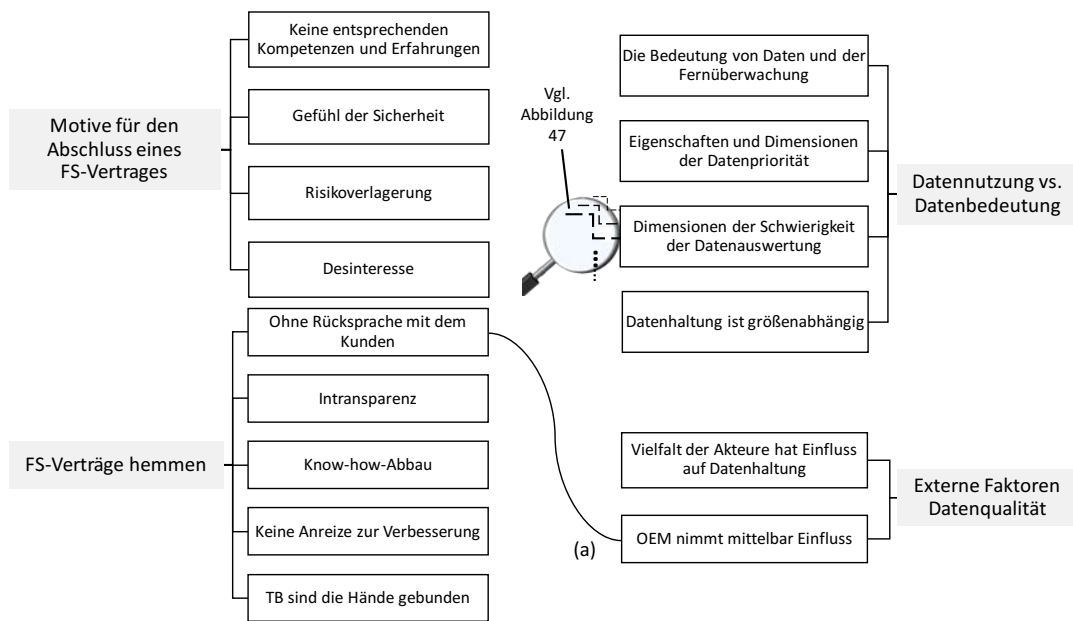 Motive für den
Abschluss eines
FS-Vertrages
Keine entsprechenden
Kompetenzen und Erfahrungen
Gefühl der Sicherheit
Risikoverlagerung
Desinteresse
FS-Verträge hemmen
Ohne Rücksprache mit dem
Kunden
Intransparenz
Know-how-Abbau
Keine Anreize zur Verbesserung
TB sind die Hände gebunden
Vgl.
Abbildung
47
(a)
Die Bedeutung von Daten und der
Fernüberwachung
Eigenschaften und Dimensionen
der Datenpriorität
Dimensionen der Schwierigkeit
der Datenauswertung
Datenhaltung ist größenabhängig
Datennutzung vs.
Datenbedeutung
Vielfalt der Akteure hat Einfluss
auf Datenhaltung
OEM nimmt mittelbar Einfluss
Externe Faktoren
Datenqualität